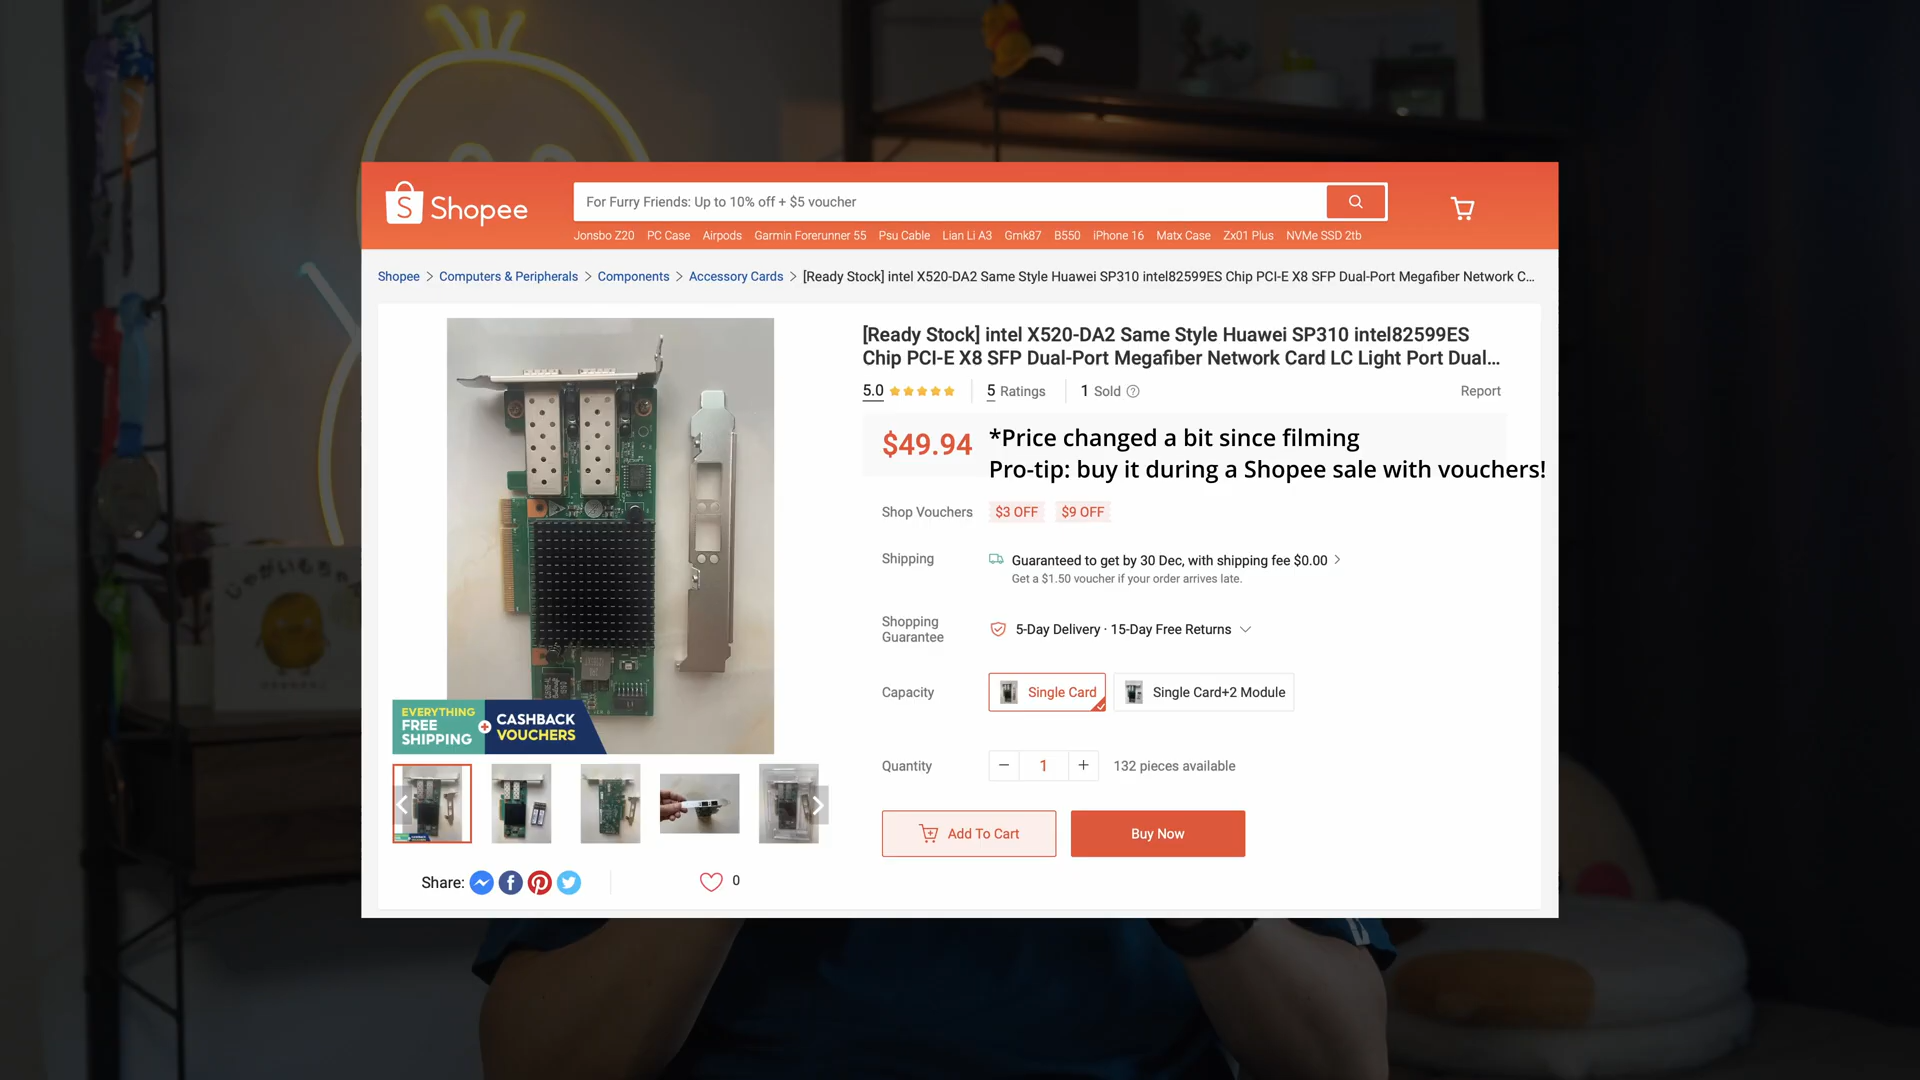 Shopee
For Furry Friends: Up to 10% off + $5 voucher
Jonsbo Z20 PC Case Airpods Garmin Forerunner 55 Psu Cable Lian Li A3 Gmk87 B550 iPhone 16 Matx Case Zx01 Plus NVMe SSD 2tb
Shopee > Computers & Peripherals > Components > Accessory Cards > [Ready Stock] intel X520-DA2 Same Style Huawei SP310 intel82599ES Chip PCI-E X8 SFP Dual-Port Megafiber Network C...
[Ready Stock] intel X520-DA2 Same Style Huawei SP310 intel82599ES
Chip PCI-E X8 SFP Dual-Port Megafiber Network Card LC Light Port Dual...
5.0 5 Ratings 1 Sold Report
$49.94
*Price changed a bit since filming
Pro-tip: buy it during a Shopee sale with vouchers!
Shop Vouchers $3 OFF $9 OFF
Shipping Guaranteed to get by 30 Dec, with shipping fee $0.00
Get a $1.50 voucher if your order arrives late.
Shopping
Guarantee
5-Day Delivery · 15-Day Free Returns
Capacity Single Card Single Card+2 Module
Quantity 1 132 pieces available
Add To Cart Buy Now
EVERYTHING
FREE
SHIPPING
+
CASHBACK
VOUCHERS
Share: 0
じゃがいもちゃ